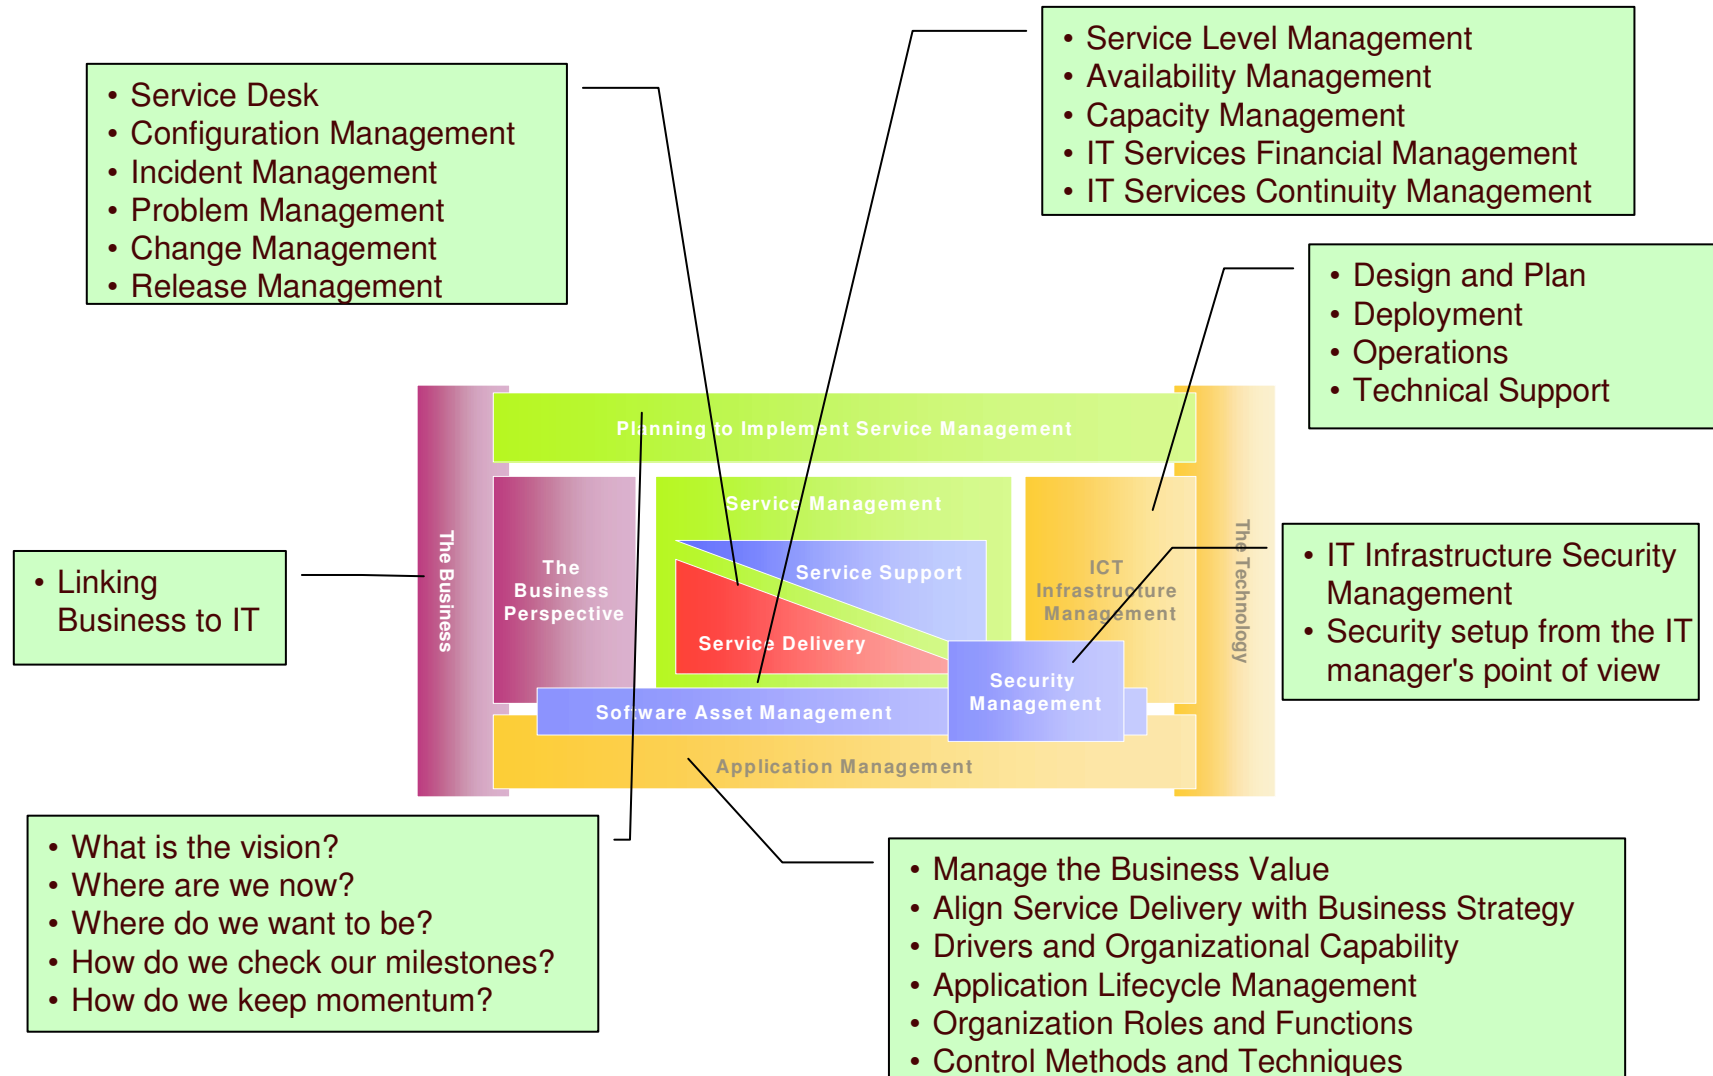 • Service Level Management
• Availability Management
• Capacity Management
• IT Services Financial Management
• IT Services Continuity Management
• Service Desk
• Configuration Management
• Incident Management
• Problem Management
• Change Management
• Release Management
• Design and Plan
• Deployment
• Operations
• Technical Support
Planning to Implement Service Management
Service Management
The Business
The
Business
Perspective
Service Support
Service Delivery
ICT
Infrastructure
Management
The Technology
Security
Management
Software Asset Management
Application Management
• Linking
Business to IT
• IT Infrastructure Security
Management
• Security setup from the IT
manager's point of view
• What is the vision?
• Where are we now?
• Where do we want to be?
• How do we check our milestones?
• How do we keep momentum?
• Manage the Business Value
• Align Service Delivery with Business Strategy
• Drivers and Organizational Capability
• Application Lifecycle Management
• Organization Roles and Functions
• Control Methods and Techniques